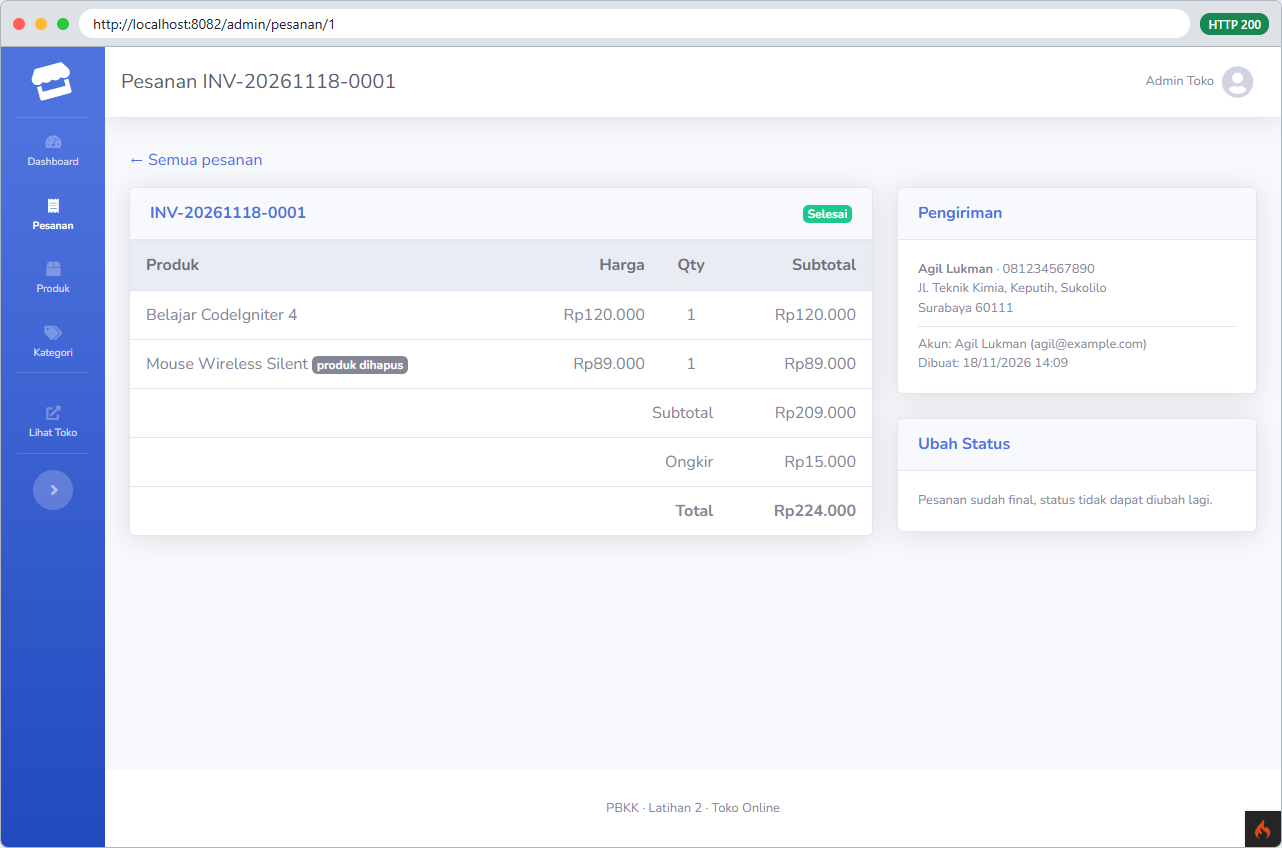 http://localhost:8082/admin/pesanan/1
HTTP 200
Dashboard
Pesanan
Produk
Kategori
Lihat Toko
Pesanan INV-20261118-0001
Admin Toko
← Semua pesanan
INV-20261118-0001
Selesai
Produk Harga Qty Subtotal
Belajar CodeIgniter 4 Rp120.000 1 Rp120.000
Mouse Wireless Silent produk dihapus Rp89.000 1 Rp89.000
Subtotal Rp209.000
Ongkir Rp15.000
Total Rp224.000
Pengiriman
Agil Lukman · 081234567890
Jl. Teknik Kimia, Keputih, Sukolilo
Surabaya 60111
Akun: Agil Lukman (agil@example.com)
Dibuat: 18/11/2026 14:09
Ubah Status
Pesanan sudah final, status tidak dapat diubah lagi.
PBKK · Latihan 2 · Toko Online